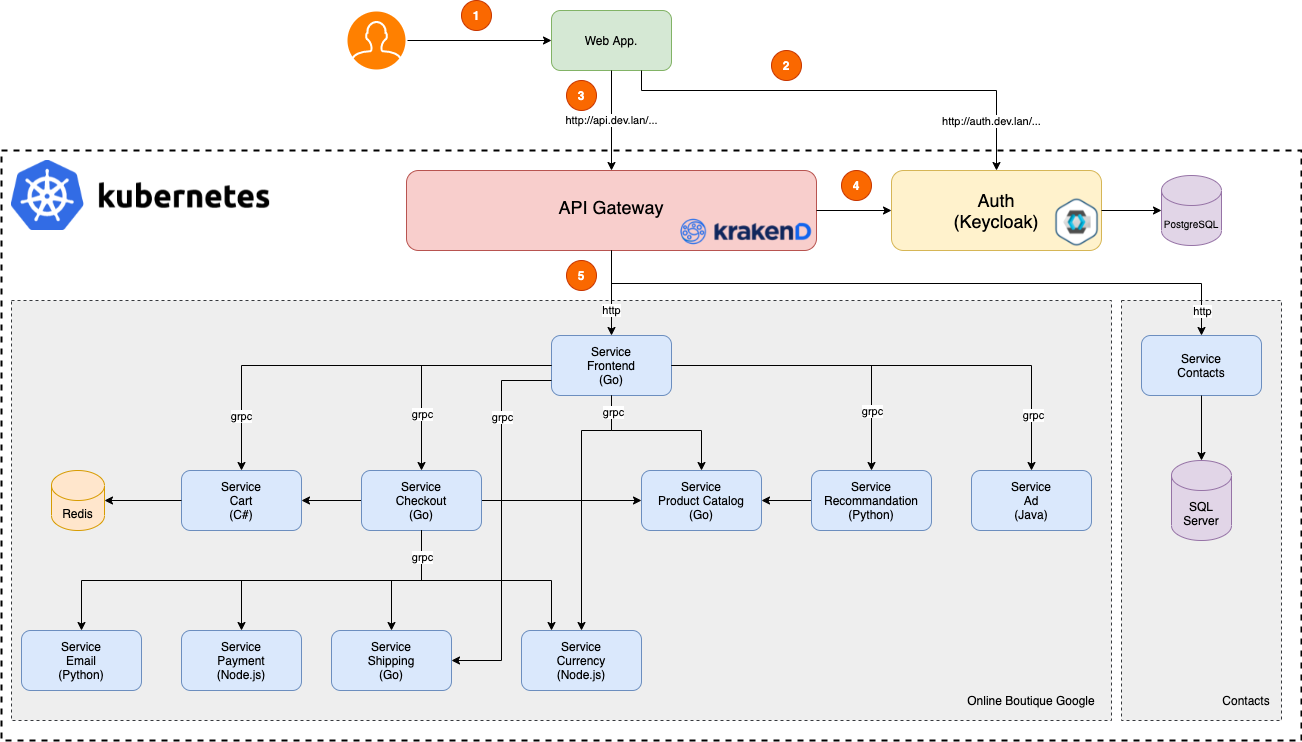 1
Web App.
2
3
http://api.dev.lan/...
http://auth.dev.lan/...
kubernetes
API Gateway
krakenD
4
Auth
(Keycloak)
PostgreSQL
5
http
http
Service
Frontend
(Go)
Service
Contacts
grpc
grpc
grpc
grpc
grpc
grpc
Redis
Service
Cart
(C#)
Service
Checkout
(Go)
Service
Product Catalog
(Go)
Service
Recommandation
(Python)
Service
Ad
(Java)
SQL
Server
grpc
Service
Email
(Python)
Service
Payment
(Node.js)
Service
Shipping
(Go)
Service
Currency
(Node.js)
Online Boutique Google
Contacts